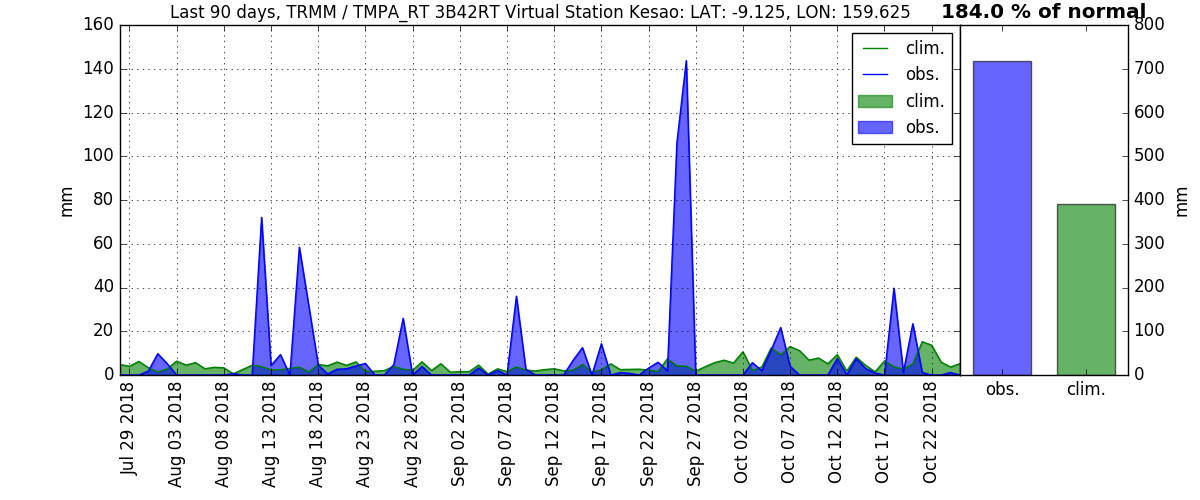 Last 90 days, TRMM / TMPA_RT 3B42RT Virtual Station Kesao: LAT: -9.125, LON: 159.625
184.0 % of normal
160
140
120
100
80
60
40
20
0
mm
clim.
obs.
clim.
obs.
800
700
600
500
400
300
200
100
0
mm
Jul 29 2018
Aug 03 2018
Aug 08 2018
Aug 13 2018
Aug 18 2018
Aug 23 2018
Aug 28 2018
Sep 02 2018
Sep 07 2018
Sep 12 2018
Sep 17 2018
Sep 22 2018
Sep 27 2018
Oct 02 2018
Oct 07 2018
Oct 12 2018
Oct 17 2018
Oct 22 2018
obs.
clim.